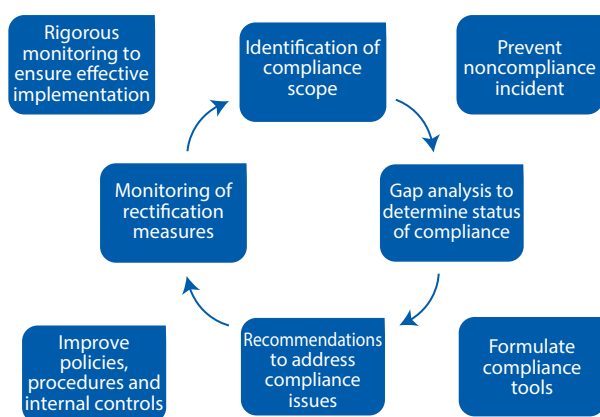 Rigorous
monitoring to
ensure effective
implementation
Identification of
compliance
scope
Prevent
noncompliance
incident
Monitoring of
rectification
measures
Gap analysis to
determine status
of compliance
Improve
policies,
procedures and
internal controls
Recommendations
to address
compliance
issues
Formulate
compliance
tools